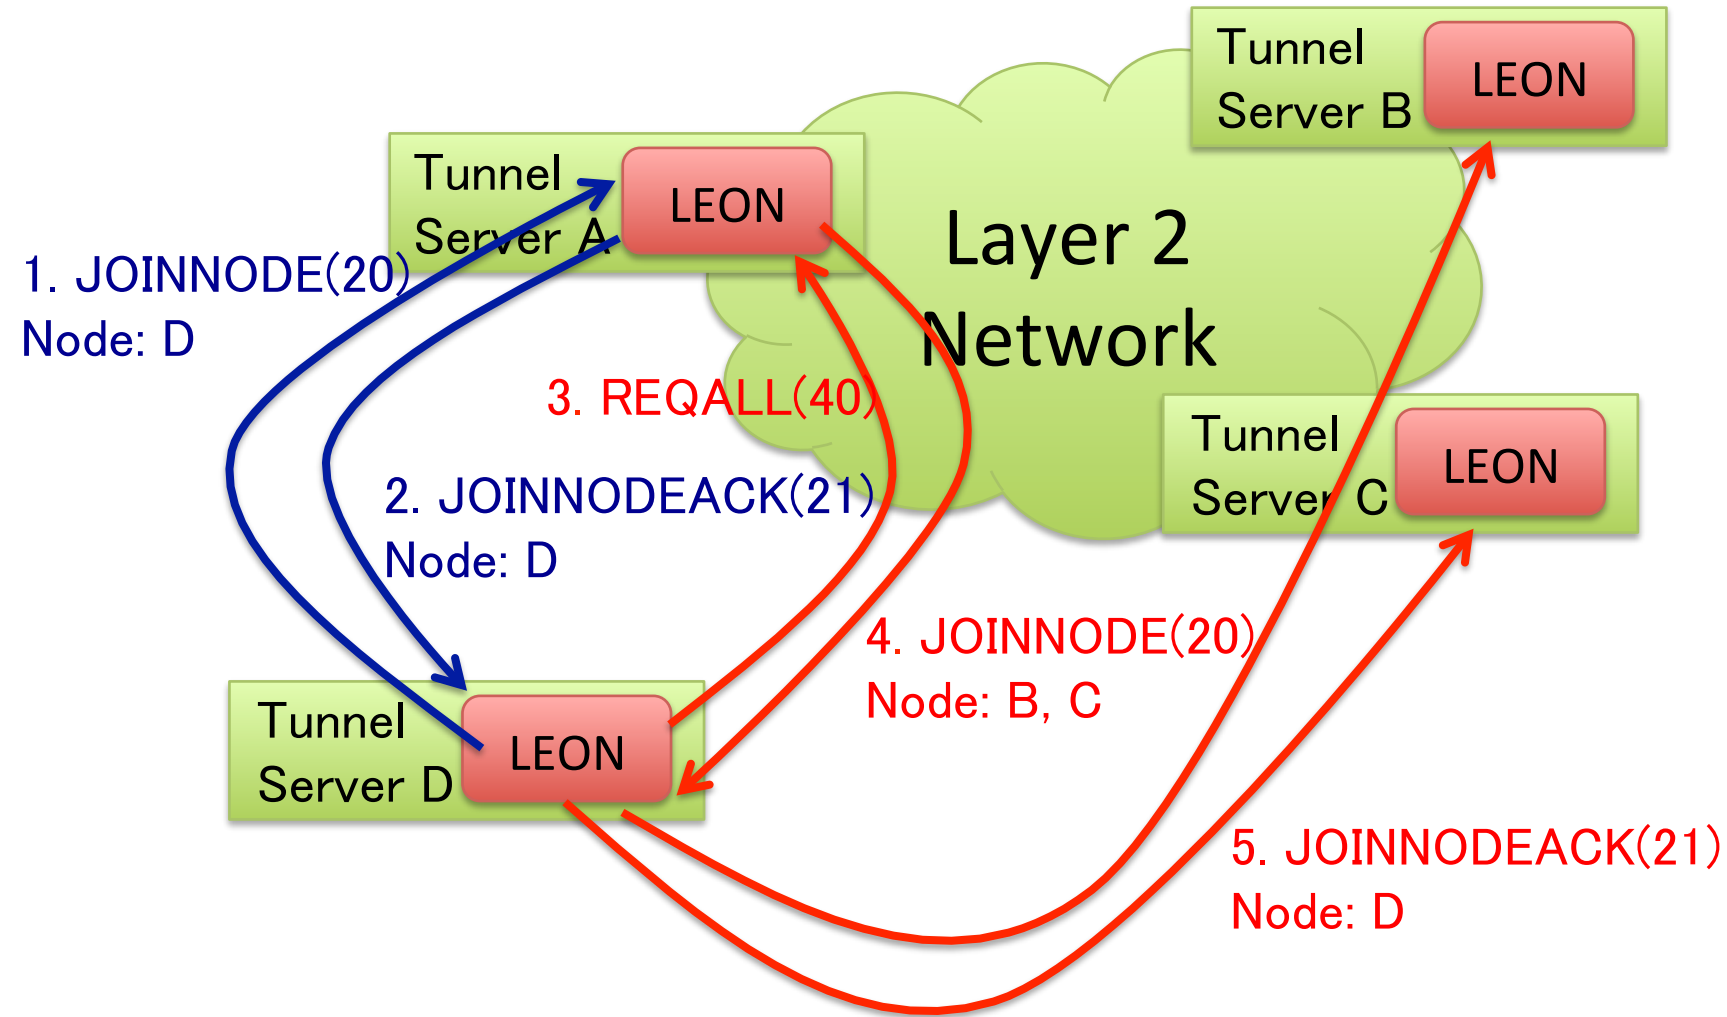 Tunnel
Server B
LEON
Tunnel
Server A
LEON
Layer 2
Network
1. JOINNODE(20)
Node: D
3. REQALL(40)
Tunnel
Server C
LEON
2. JOINNODEACK(21)
Node: D
4. JOINNODE(20)
Node: B, C
Tunnel
Server D
LEON
5. JOINNODEACK(21)
Node: D